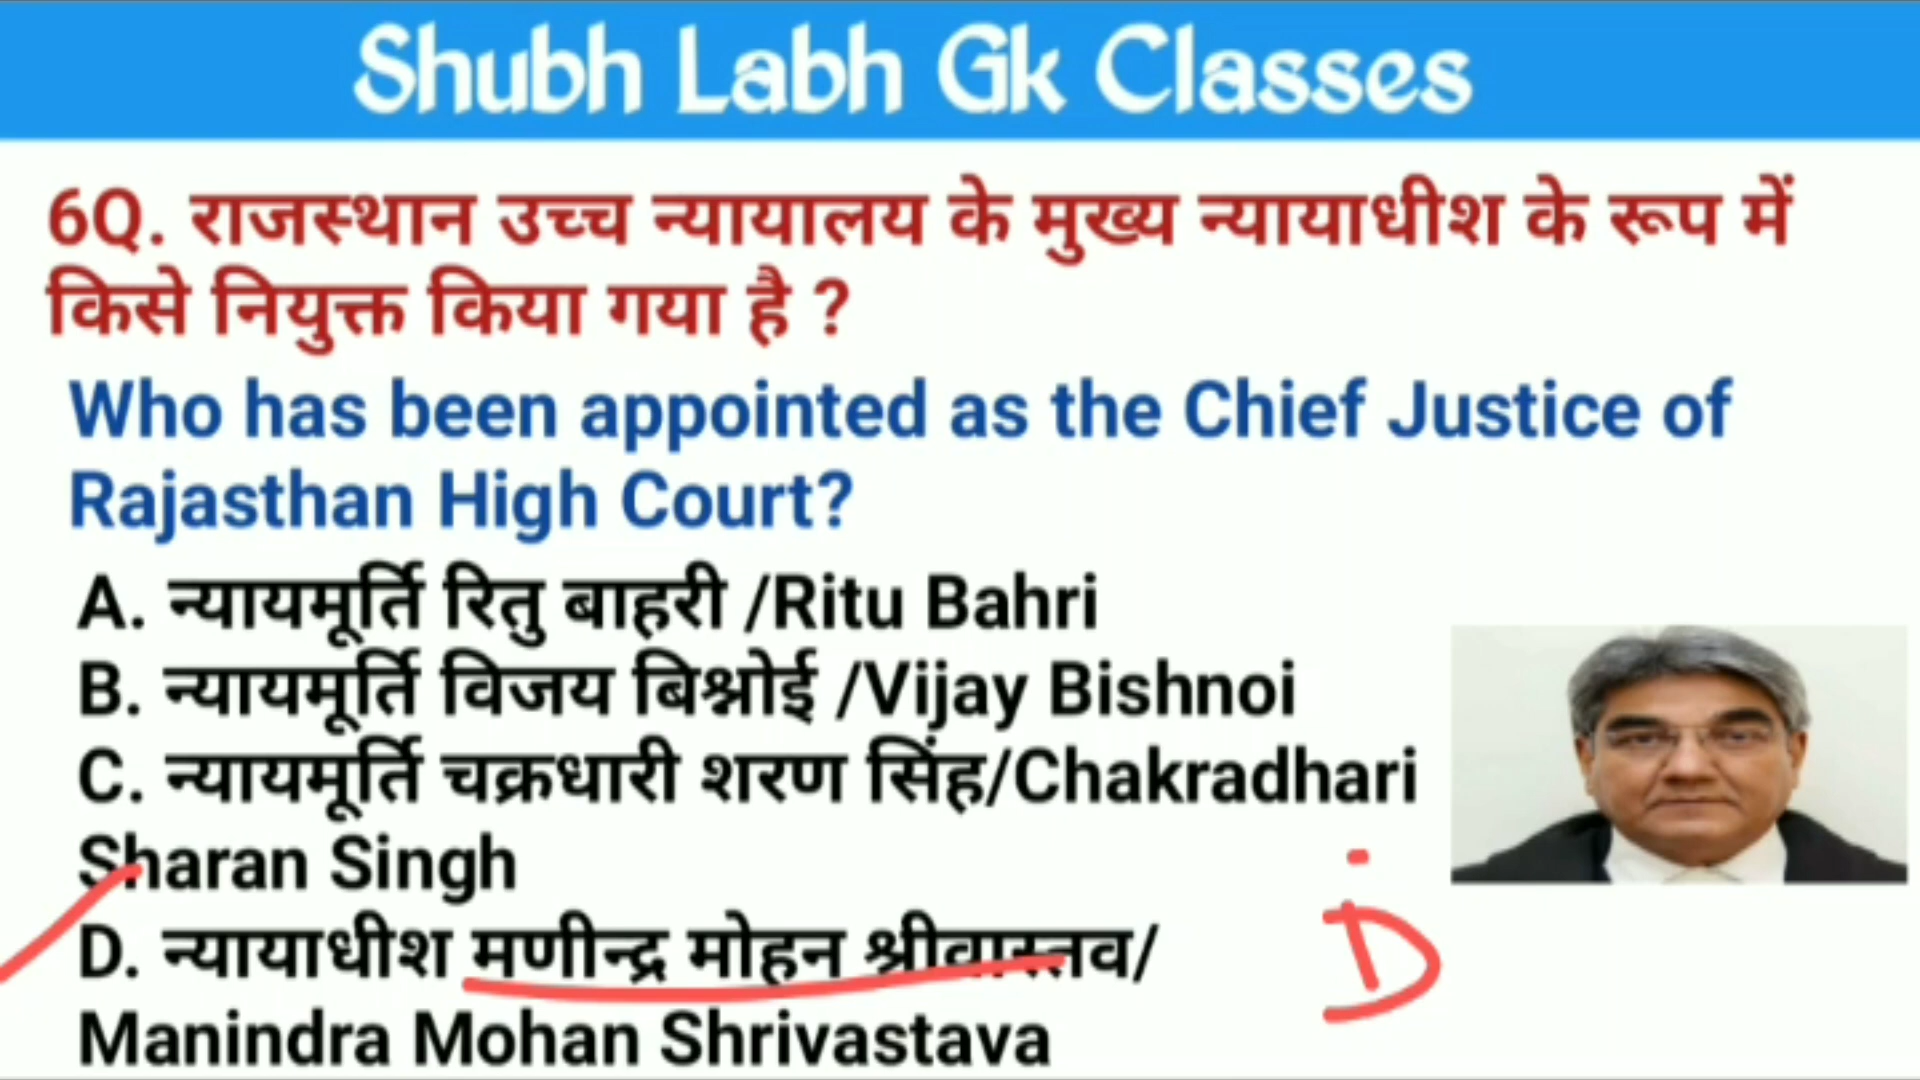 Shubh Labh Gk Classes
6Q. राजस्थान उच्च न्यायालय के मुख्य न्यायाधीश के रूप में
किसे नियुक्त किया गया है ?
Who has been appointed as the Chief Justice of
Rajasthan High Court?
A. न्यायमूर्ति रितु बाहरी /Ritu Bahri
B. न्यायमूर्ति विजय बिश्नोई /Vijay Bishnoi
C. न्यायमूर्ति चक्रधारी शरण सिंह/Chakradhari
Sharan Singh
D. न्यायाधीश मणीन्द्र मोहन श्रीवास्तव/
Manindra Mohan Shrivastava
D